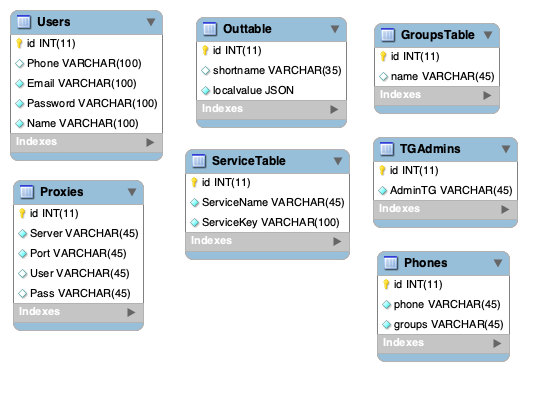 Users
id INT(11)
Phone VARCHAR(100)
Email VARCHAR(100)
Password VARCHAR(100)
Name VARCHAR(100)
Indexes
Outtable
id INT(11)
shortname VARCHAR(35)
localvalue JSON
Indexes
GroupsTable
id INT(11)
name VARCHAR(45)
Indexes
ServiceTable
id INT(11)
ServiceName VARCHAR(45)
ServiceKey VARCHAR(100)
Indexes
TGAdmins
id INT(11)
AdminTG VARCHAR(45)
Indexes
Proxies
id INT(11)
Server VARCHAR(45)
Port VARCHAR(45)
User VARCHAR(45)
Pass VARCHAR(45)
Indexes
Phones
id INT(11)
phone VARCHAR(45)
groups VARCHAR(45)
Indexes